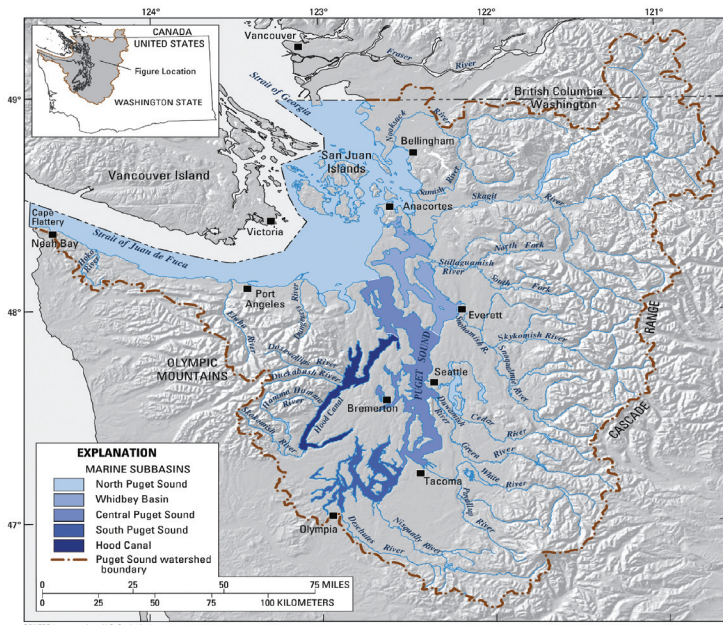 124°
123°
122°
121°
CANADA
UNITED STATES
Figure Location
WASHINGTON STATE
Vancouver
Fraser
River
49°
British Columbia
Washington
Strait of Georgia
Nooksack
River
Bellingham
San Juan
Islands
Vancouver Island
Samish
River
Skagit
River
Anacortes
Cape
Flattery
Neah Bay
Victoria
Strait of Juan de Fuca
Hoko
River
North Fork
Stillaguamish
River
South
Fork
Port
Angeles
Elwha
River
Dungeness
River
48°
Everett
Snohomish R.
Skykomish River
Snoqualmie River
RANGE
CASCADE
OLYMPIC
MOUNTAINS
Dosewallips River
Duckabush River
Hamma Hamma
River
Skokomish
River
Hood Canal
PUGET SOUND
Seattle
Bremerton
Duwamish
River
Cedar
River
Green
River
White
River
Tacoma
Puyallup
River
47°
Olympia
Nisqually River
Deschutes
River
EXPLANATION
MARINE SUBBASINS
North Puget Sound
Whidbey Basin
Central Puget Sound
South Puget Sound
Hood Canal
Puget Sound watershed
boundary
0 25 50 75 MILES
0 25 50 75 100 KILOMETERS